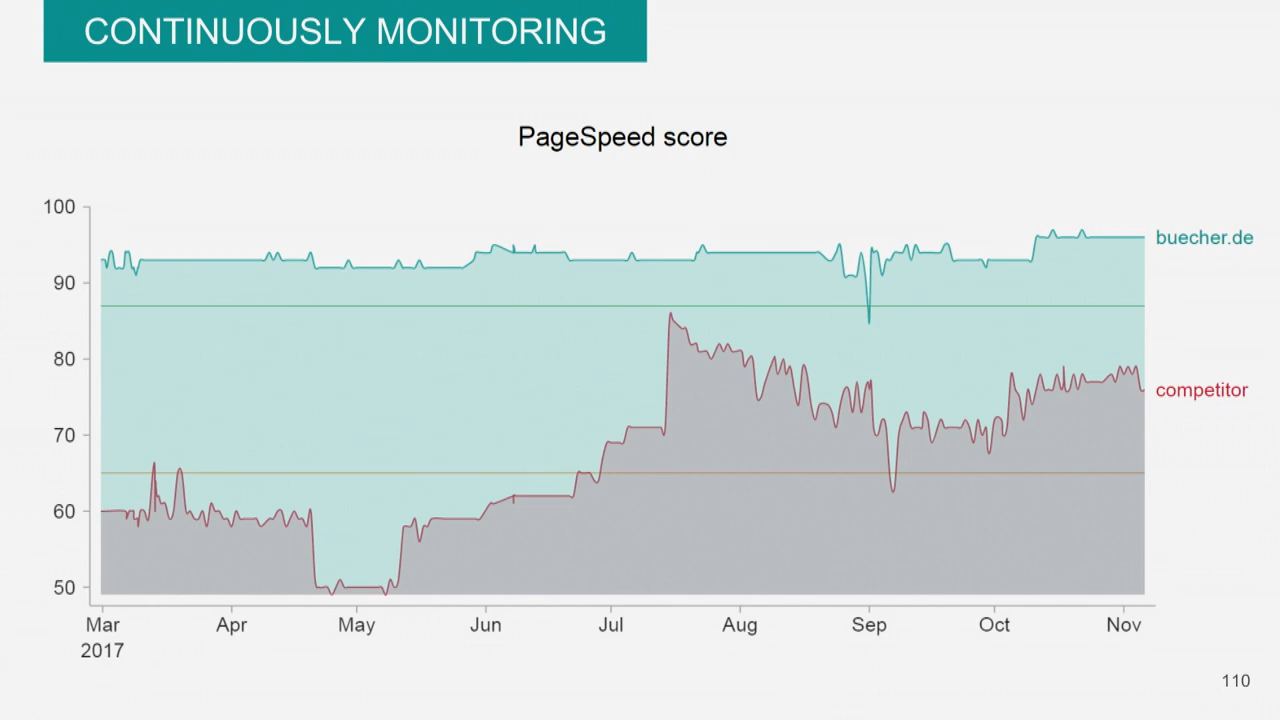 CONTINUOUSLY MONITORING
PageSpeed score
100
90
80
70
60
50
buecher.de
competitor
Mar Apr May Jun Jul Aug Sep Oct Nov
2017
110